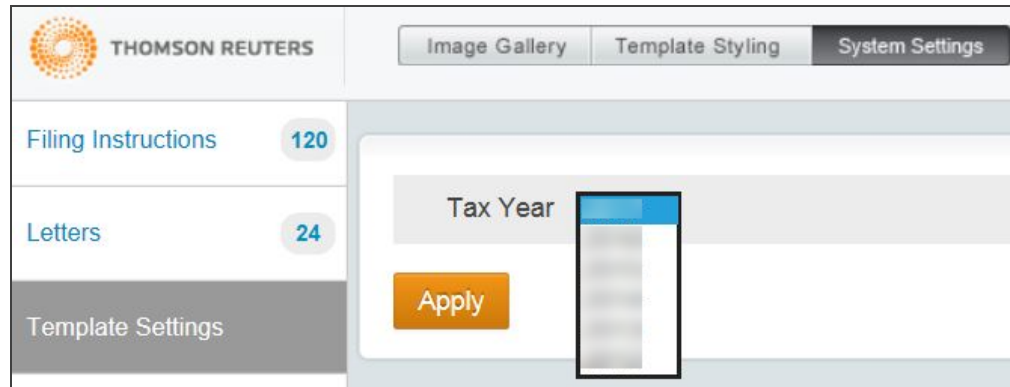 THOMSON REUTERS
Image Gallery
Template Styling
System Settings
Filing Instructions
120
Letters
24
Template Settings
Tax Year
Apply